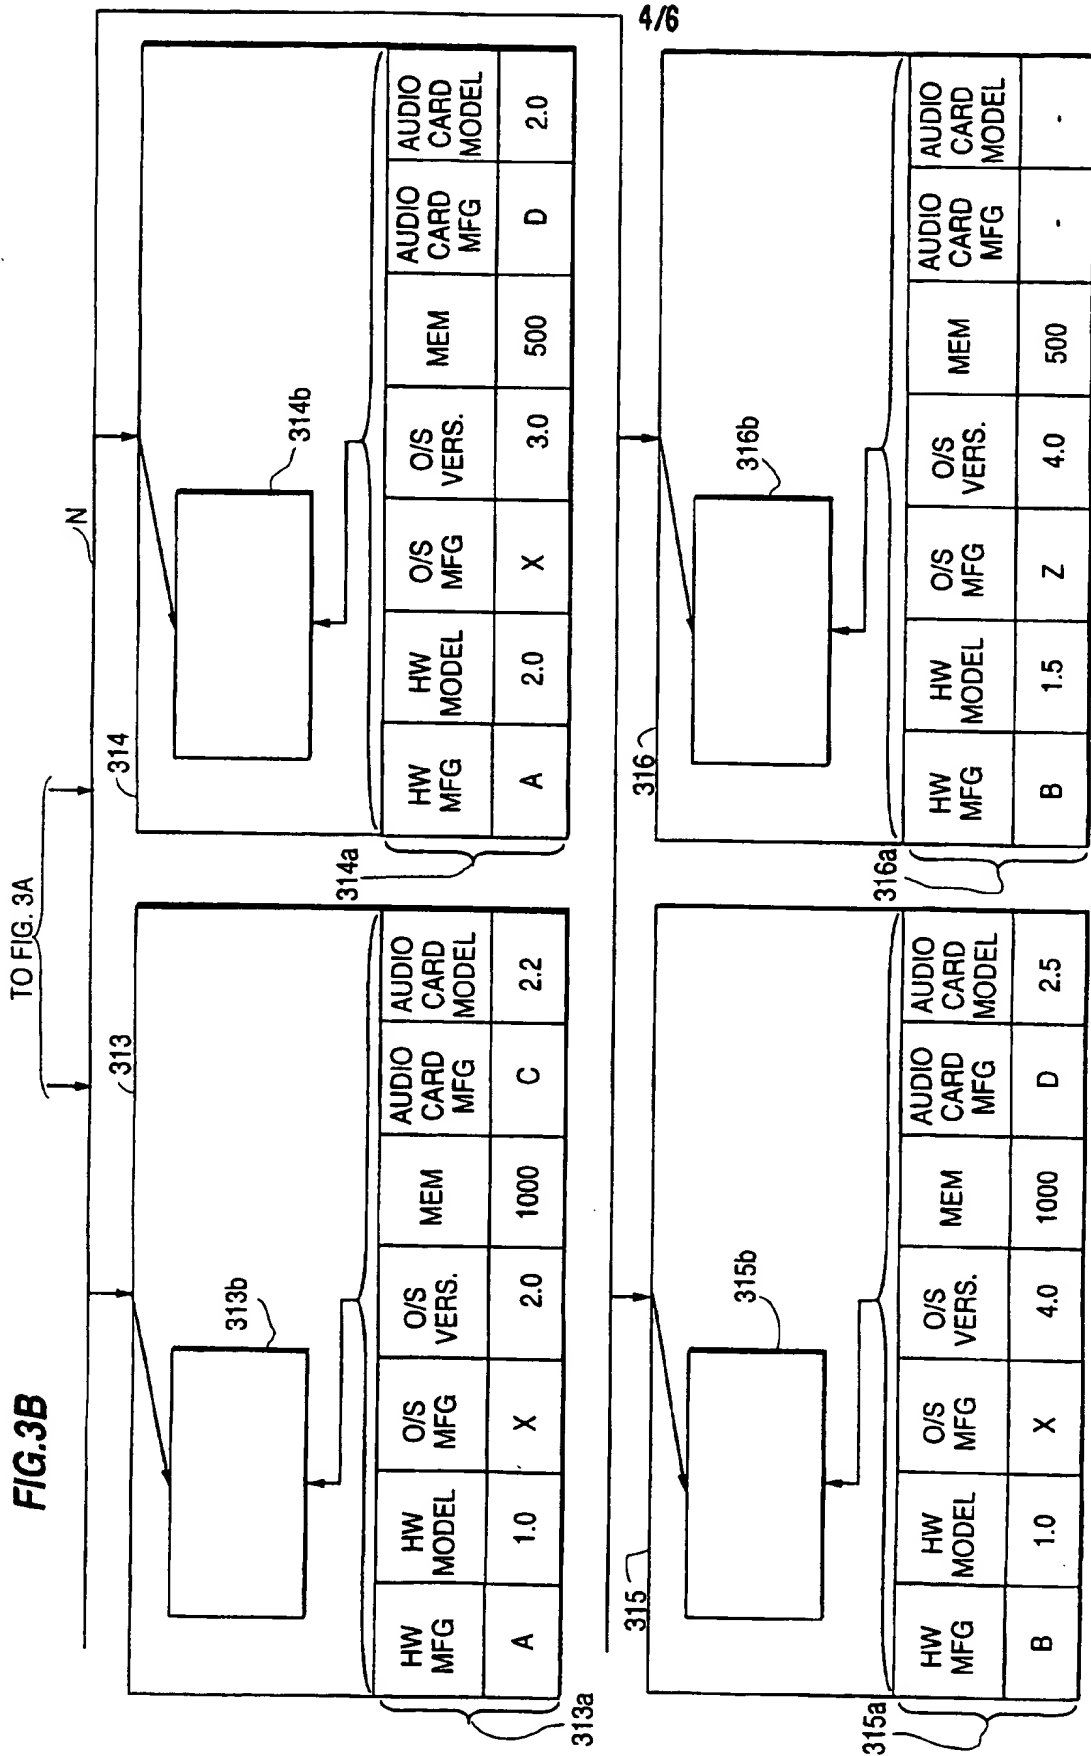 4/6
FIG.3B
TO FIG. 3A
N
313
313b
HW MFG
HW MODEL
O/S MFG
O/S VERS.
MEM
AUDIO CARD MFG
AUDIO CARD MODEL
A
1.0
X
2.0
1000
C
2.2
313a
314
314b
HW MFG
HW MODEL
O/S MFG
O/S VERS.
MEM
AUDIO CARD MFG
AUDIO CARD MODEL
A
2.0
X
3.0
500
D
2.0
314a
315
315b
HW MFG
HW MODEL
O/S MFG
O/S VERS.
MEM
AUDIO CARD MFG
AUDIO CARD MODEL
B
1.0
X
4.0
1000
D
2.5
315a
316
316b
HW MFG
HW MODEL
O/S MFG
O/S VERS.
MEM
AUDIO CARD MFG
AUDIO CARD MODEL
B
1.5
Z
4.0
500
-
-
316a